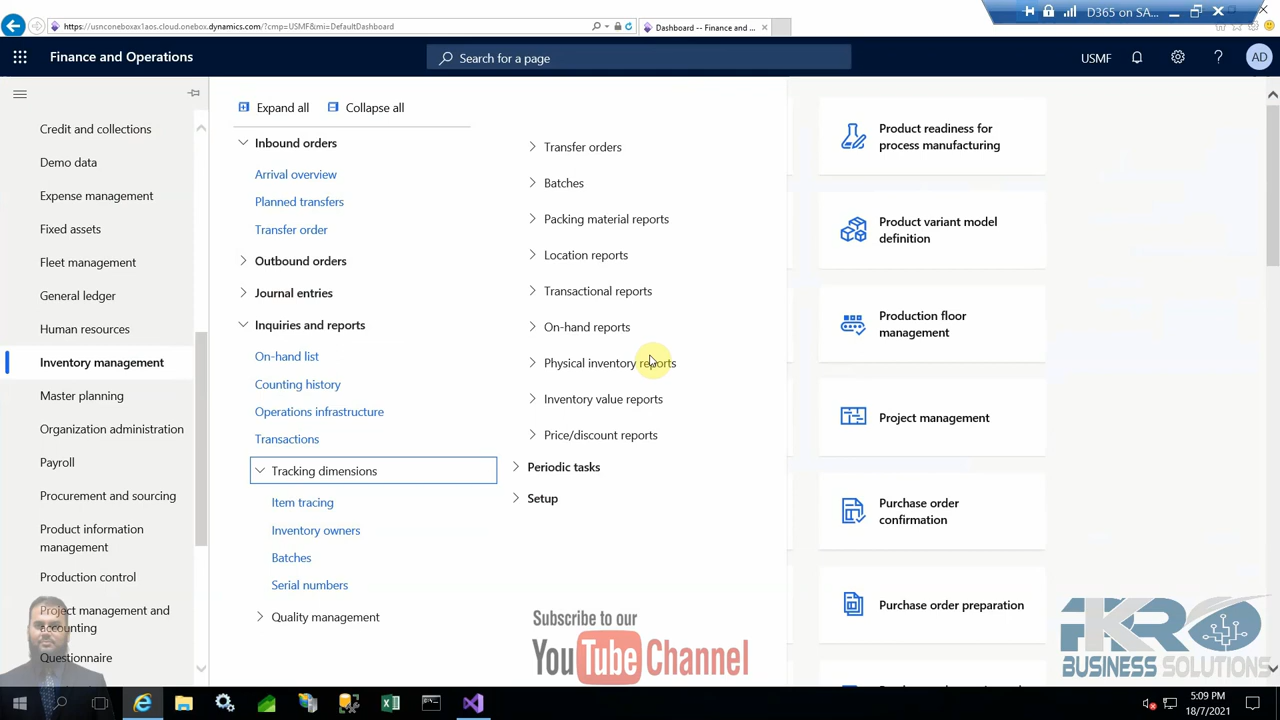 https://usnconeboxax1aos.cloud.onebox.dynamics.com/?cmp=USMF&mi=DefaultDashboard
Dashboard -- Finance and ...
D365 on SA...
Finance and Operations
Search for a page
USMF
?
AD
Expand all
Collapse all
Credit and collections
Demo data
Expense management
Fixed assets
Fleet management
General ledger
Human resources
Inventory management
Master planning
Organization administration
Payroll
Procurement and sourcing
Product information
management
Production control
Project management and
accounting
Questionnaire
Inbound orders
Arrival overview
Planned transfers
Transfer order
Outbound orders
Journal entries
Inquiries and reports
On-hand list
Counting history
Operations infrastructure
Transactions
Tracking dimensions
Item tracing
Inventory owners
Batches
Serial numbers
Quality management
Transfer orders
Batches
Packing material reports
Location reports
Transactional reports
On-hand reports
Physical inventory reports
Inventory value reports
Price/discount reports
Periodic tasks
Setup
Product readiness for
process manufacturing
Product variant model
definition
Production floor
management
Project management
Purchase order
confirmation
Purchase order preparation
Subscribe to our
YouTube Channel
BUSINESS SOLUTIONS
5:09 PM
18/7/2021